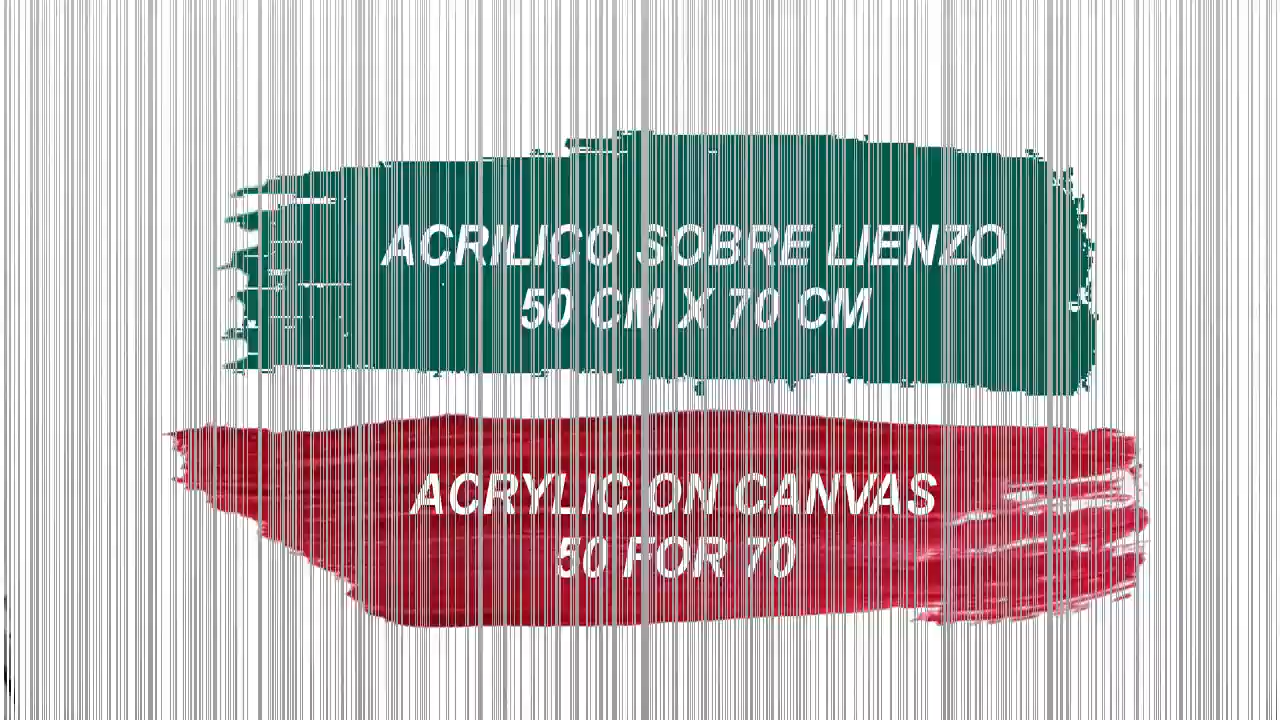 ACRILICO SOBRE LIENZO
50 CM X 70 CM
ACRYLIC ON CANVAS
50 FOR 70